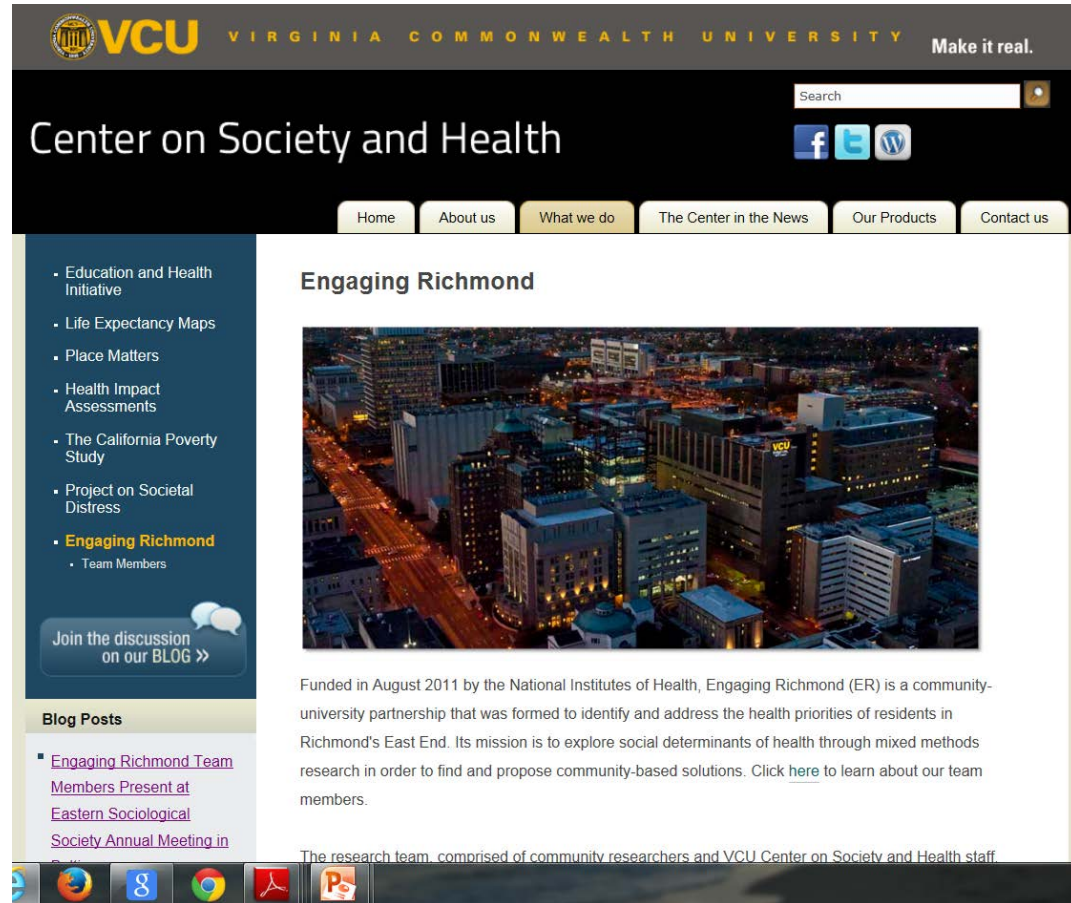 VCU VIRGINIA COMMONWEALTH UNIVERSITY Make it real.
Search
Center on Society and Health
Home About us What we do The Center in the News Our Products Contact us
Education and Health
Initiative
Life Expectancy Maps
Place Matters
Health Impact
Assessments
The California Poverty
Study
Project on Societal
Distress
Engaging Richmond
Team Members
Join the discussion
on our BLOG »
Blog Posts
Engaging Richmond Team
Members Present at
Eastern Sociological
Society Annual Meeting in
Engaging Richmond
VCU
Funded in August 2011 by the National Institutes of Health, Engaging Richmond (ER) is a community-
university partnership that was formed to identify and address the health priorities of residents in
Richmond's East End. Its mission is to explore social determinants of health through mixed methods
research in order to find and propose community-based solutions. Click here to learn about our team
members.
The research team, comprised of community researchers and VCU Center on Society and Health staff,